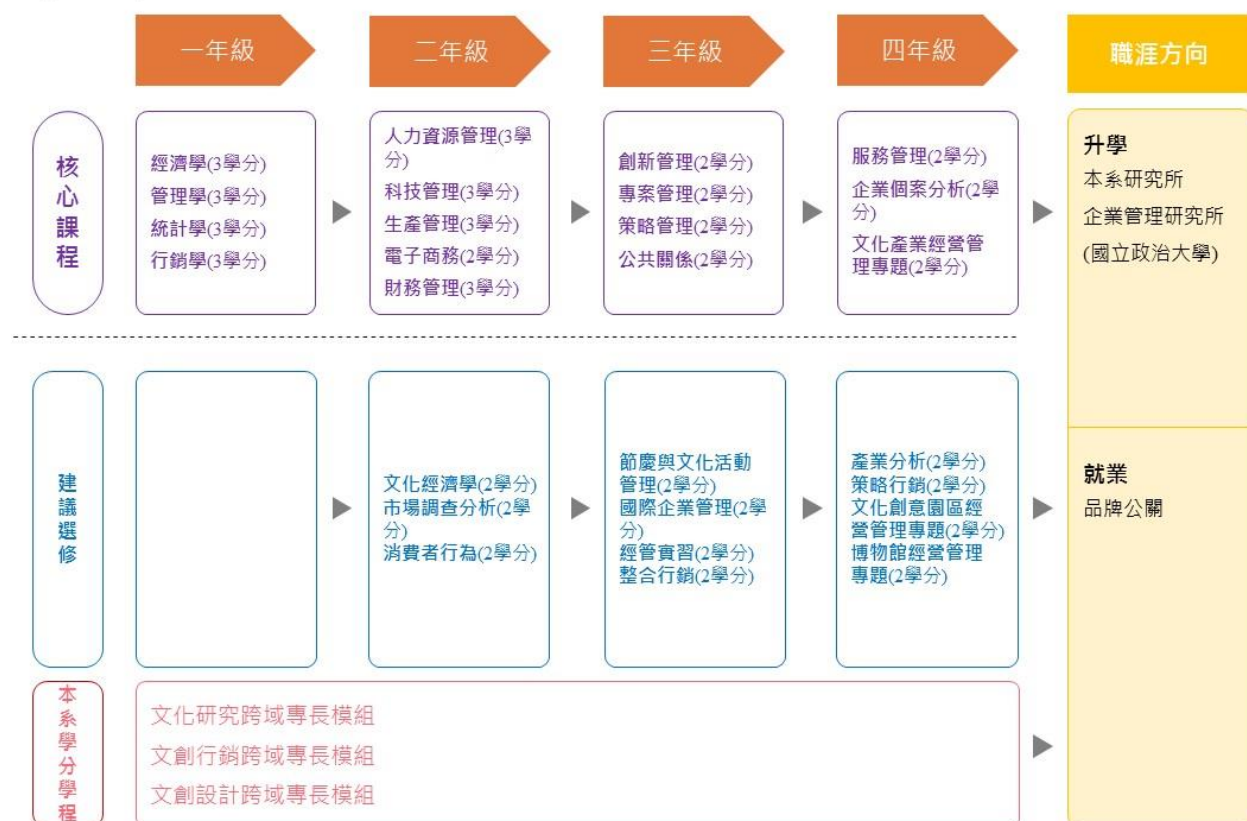 一年級
二年級
三年級
四年級
職涯方向
核心課程
經濟學(3學分)
管理學(3學分)
統計學(3學分)
行銷學(3學分)
人力資源管理(3學
分)
科技管理(3學分)
生產管理(3學分)
電子商務(2學分)
財務管理(3學分)
創新管理(2學分)
專案管理(2學分)
策略管理(2學分)
公共關係(2學分)
服務管理(2學分)
企業個案分析(2學
分)
文化產業經營管
理專題(2學分)
升學
本系研究所
企業管理研究所
(國立政治大學)
建議選修
文化經濟學(2學分)
市場調查分析(2學
分)
消費者行為(2學分)
節慶與文化活動
管理(2學分)
國際企業管理(2學
分)
經管實習(2學分)
整合行銷(2學分)
產業分析(2學分)
策略行銷(2學分)
文化創意園區經
營管理專題(2學分)
博物館經營管理
專題(2學分)
就業
品牌公關
本系學分學程
文化研究跨域專長模組
文創行銷跨域專長模組
文創設計跨域專長模組